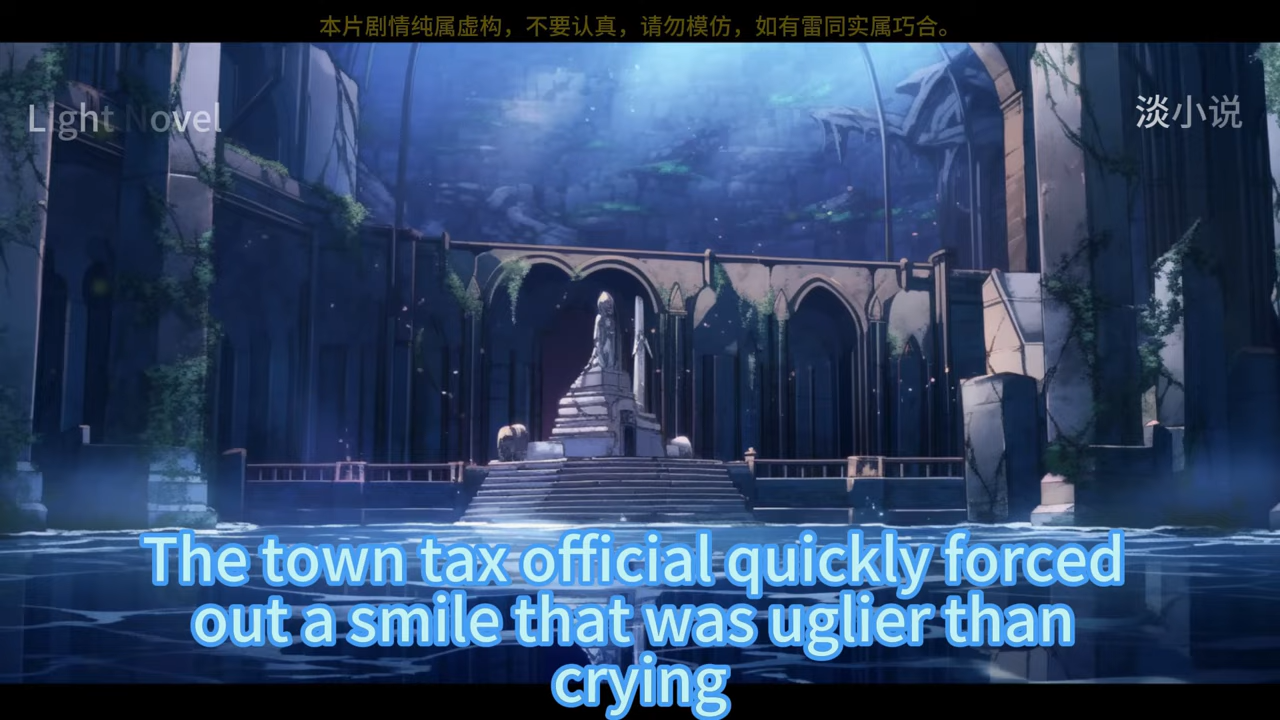 本片剧情纯属虚构，不要认真，请勿模仿，如有雷同实属巧合。
Light Novel
淡小说
The town tax official quickly forced
out a smile that was uglier than
crying